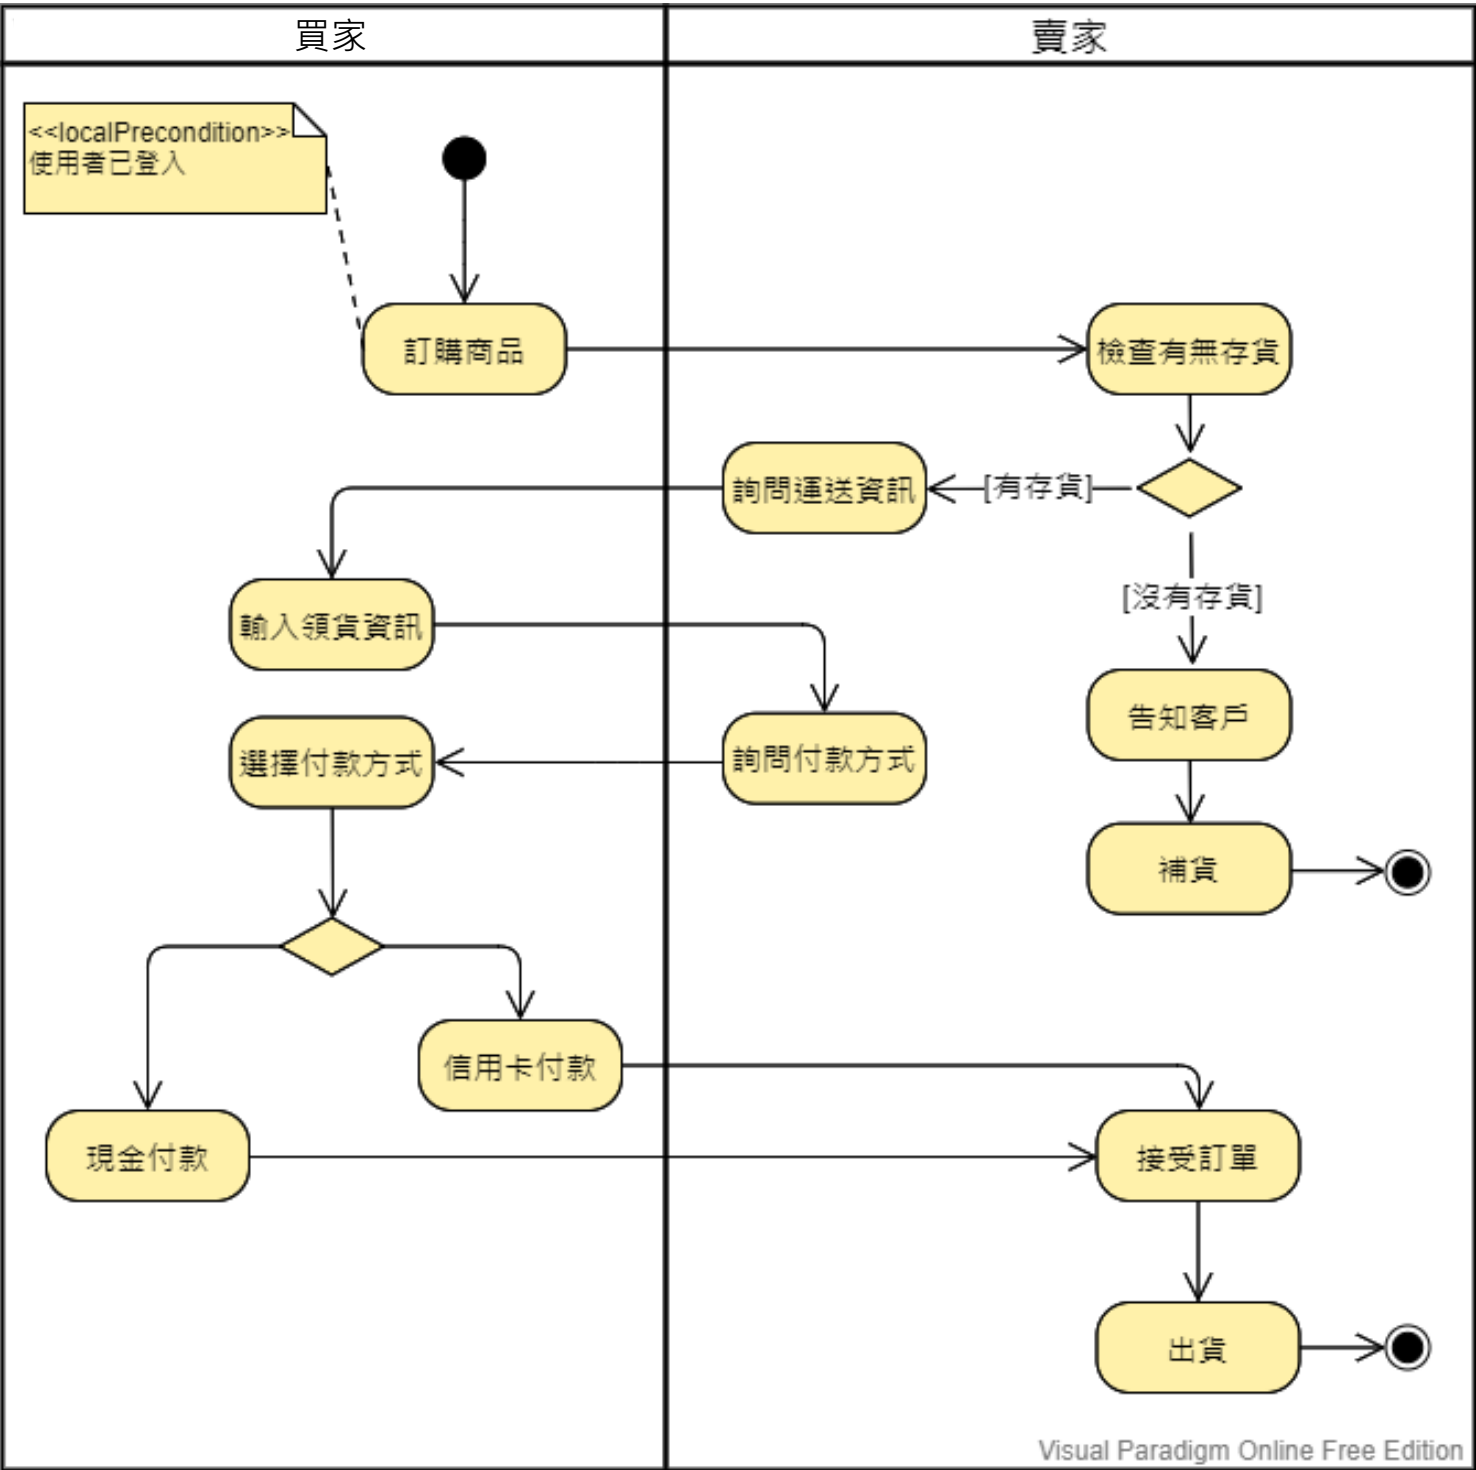 買家
賣家
<<localPrecondition>>
使用者已登入
訂購商品
檢查有無存貨
詢問運送資訊
[有存貨]
[沒有存貨]
輸入領貨資訊
告知客戶
選擇付款方式
詢問付款方式
補貨
信用卡付款
現金付款
接受訂單
出貨
Visual Paradigm Online Free Edition